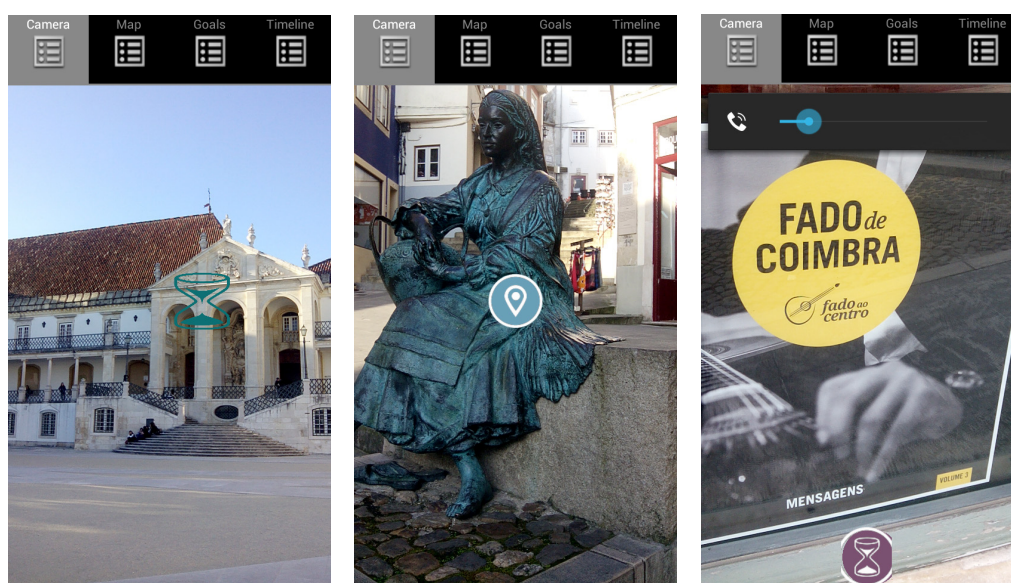 Camera Map Goals Timeline
Camera Map Goals Timeline
Camera Map Goals Timeline
FADO de
COIMBRA
fado ao
centro
VOLUME 3
MENSAGENS